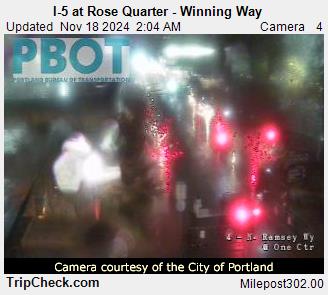 I-5 at Rose Quarter - Winning Way
Updated Nov 18 2024 2:04 AM Camera 4
PBOT
PORTLAND BUREAU OF TRANSPORTATION
4 - N. Ramsey Wy
@ One Ctr
Camera courtesy of the City of Portland
TripCheck.com Milepost302.00